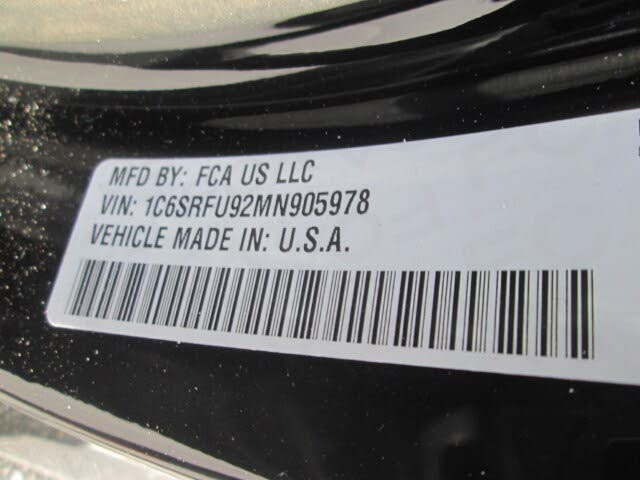 MFD BY: FCA US LLC
VIN: 1C6SRFU92MN905978
VEHICLE MADE IN: U.S.A.